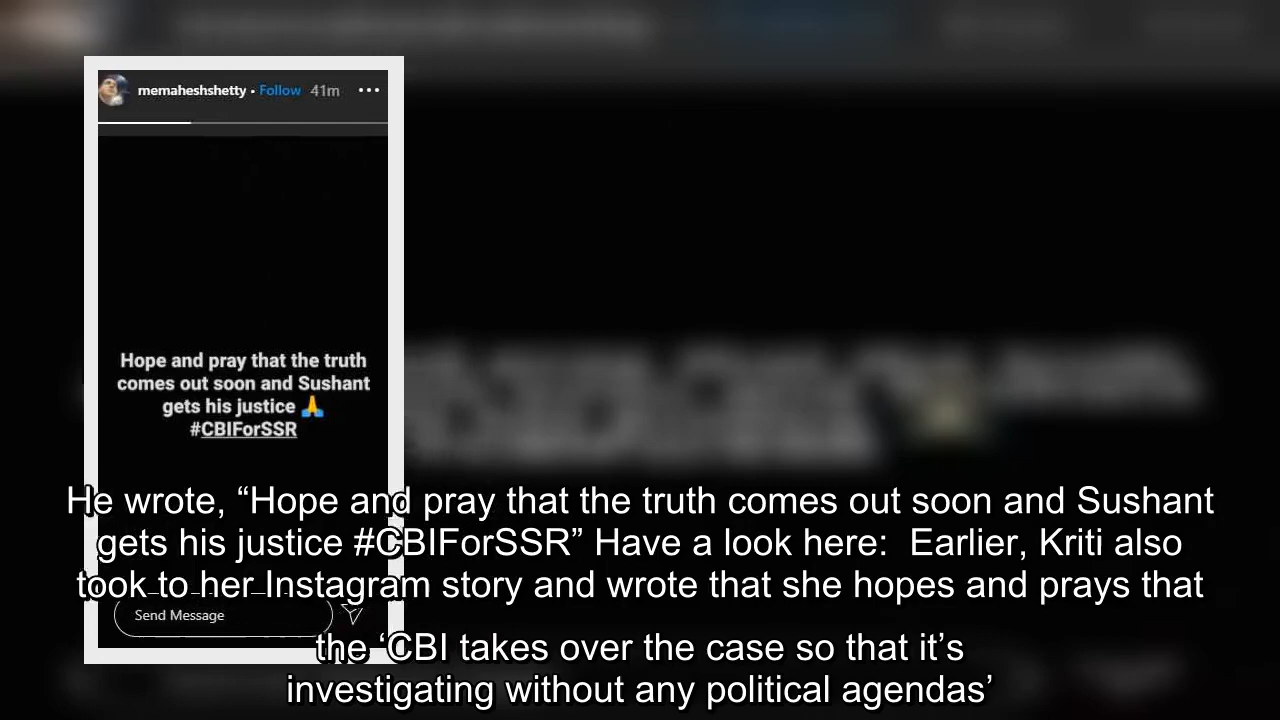 memaheshshetty • Follow 41m •••
Hope and pray that the truth
comes out soon and Sushant
gets his justice 🙏
#CBIForSSR
He wrote, “Hope and pray that the truth comes out soon and Sushant
gets his justice #CBIForSSR” Have a look here:  Earlier, Kriti also
took to her Instagram story and wrote that she hopes and prays that
Send Message
the ‘CBI takes over the case so that it’s
investigating without any political agendas’